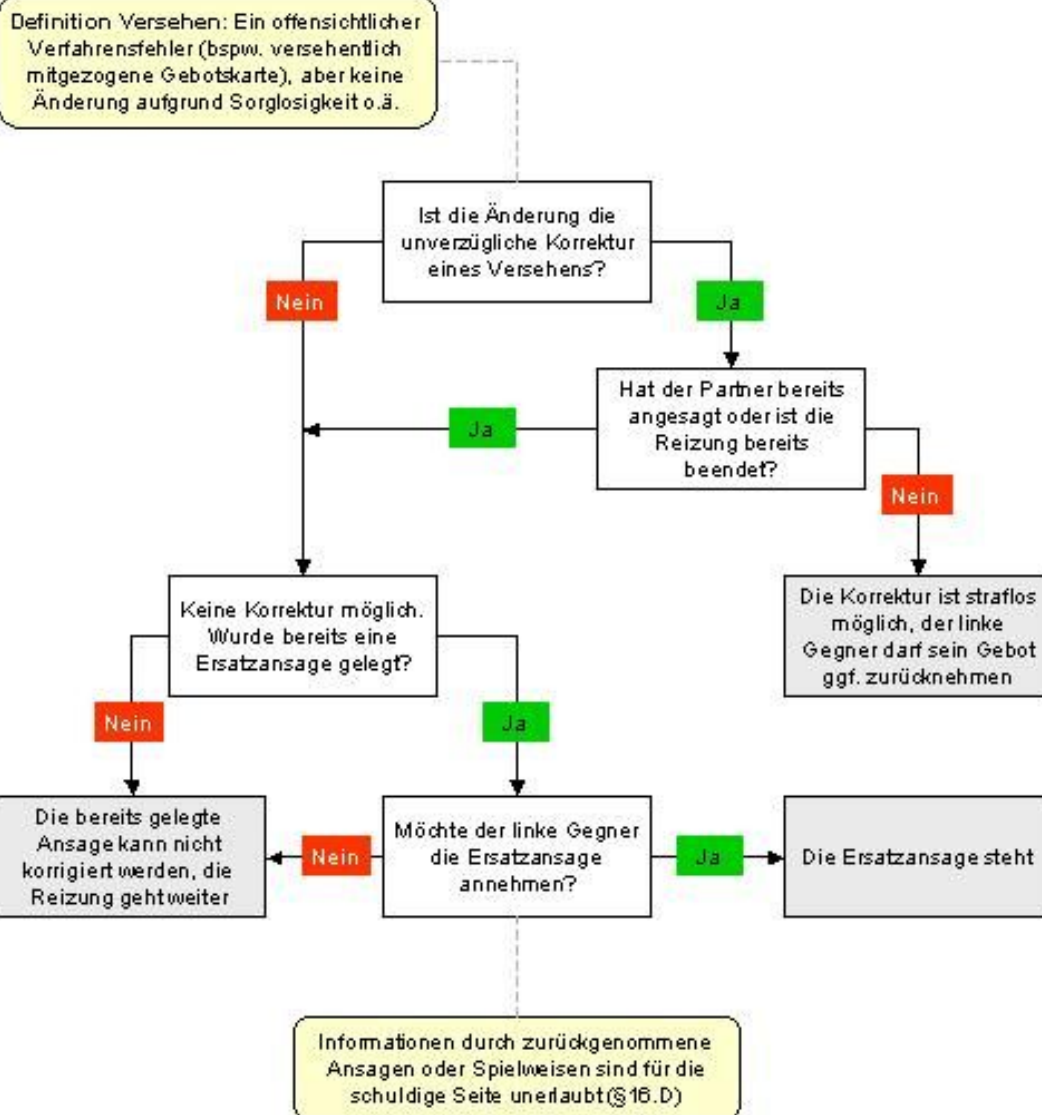 Definition Versehen: Ein offensichtlicher
Verfahrensfehler (bspw. versehentlich
mitgezogene Gebotskarte), aber keine
Änderung aufgrund Sorglosigkeit o.ä.
Ist die Änderung die
unverzügliche Korrektur
eines Versehens?
Nein
Ja
Hat der Partner bereits
angesagt oder ist die
Reizung bereits
beendet?
Ja
Nein
Keine Korrektur möglich.
Wurde bereits eine
Ersatzansage gelegt?
Die Korrektur ist straflos
möglich, der linke
Gegner darf sein Gebot
ggf. zurücknehmen
Nein
Ja
Die bereits gelegte
Ansage kann nicht
korrigiert werden, die
Reizung geht weiter
Nein
Möchte der linke Gegner
die Ersatzansage
annehmen?
Ja
Die Ersatzansage steht
Informationen durch zurückgenommene
Ansagen oder Spielweisen sind für die
schuldige Seite unerlaubt (§16.D)